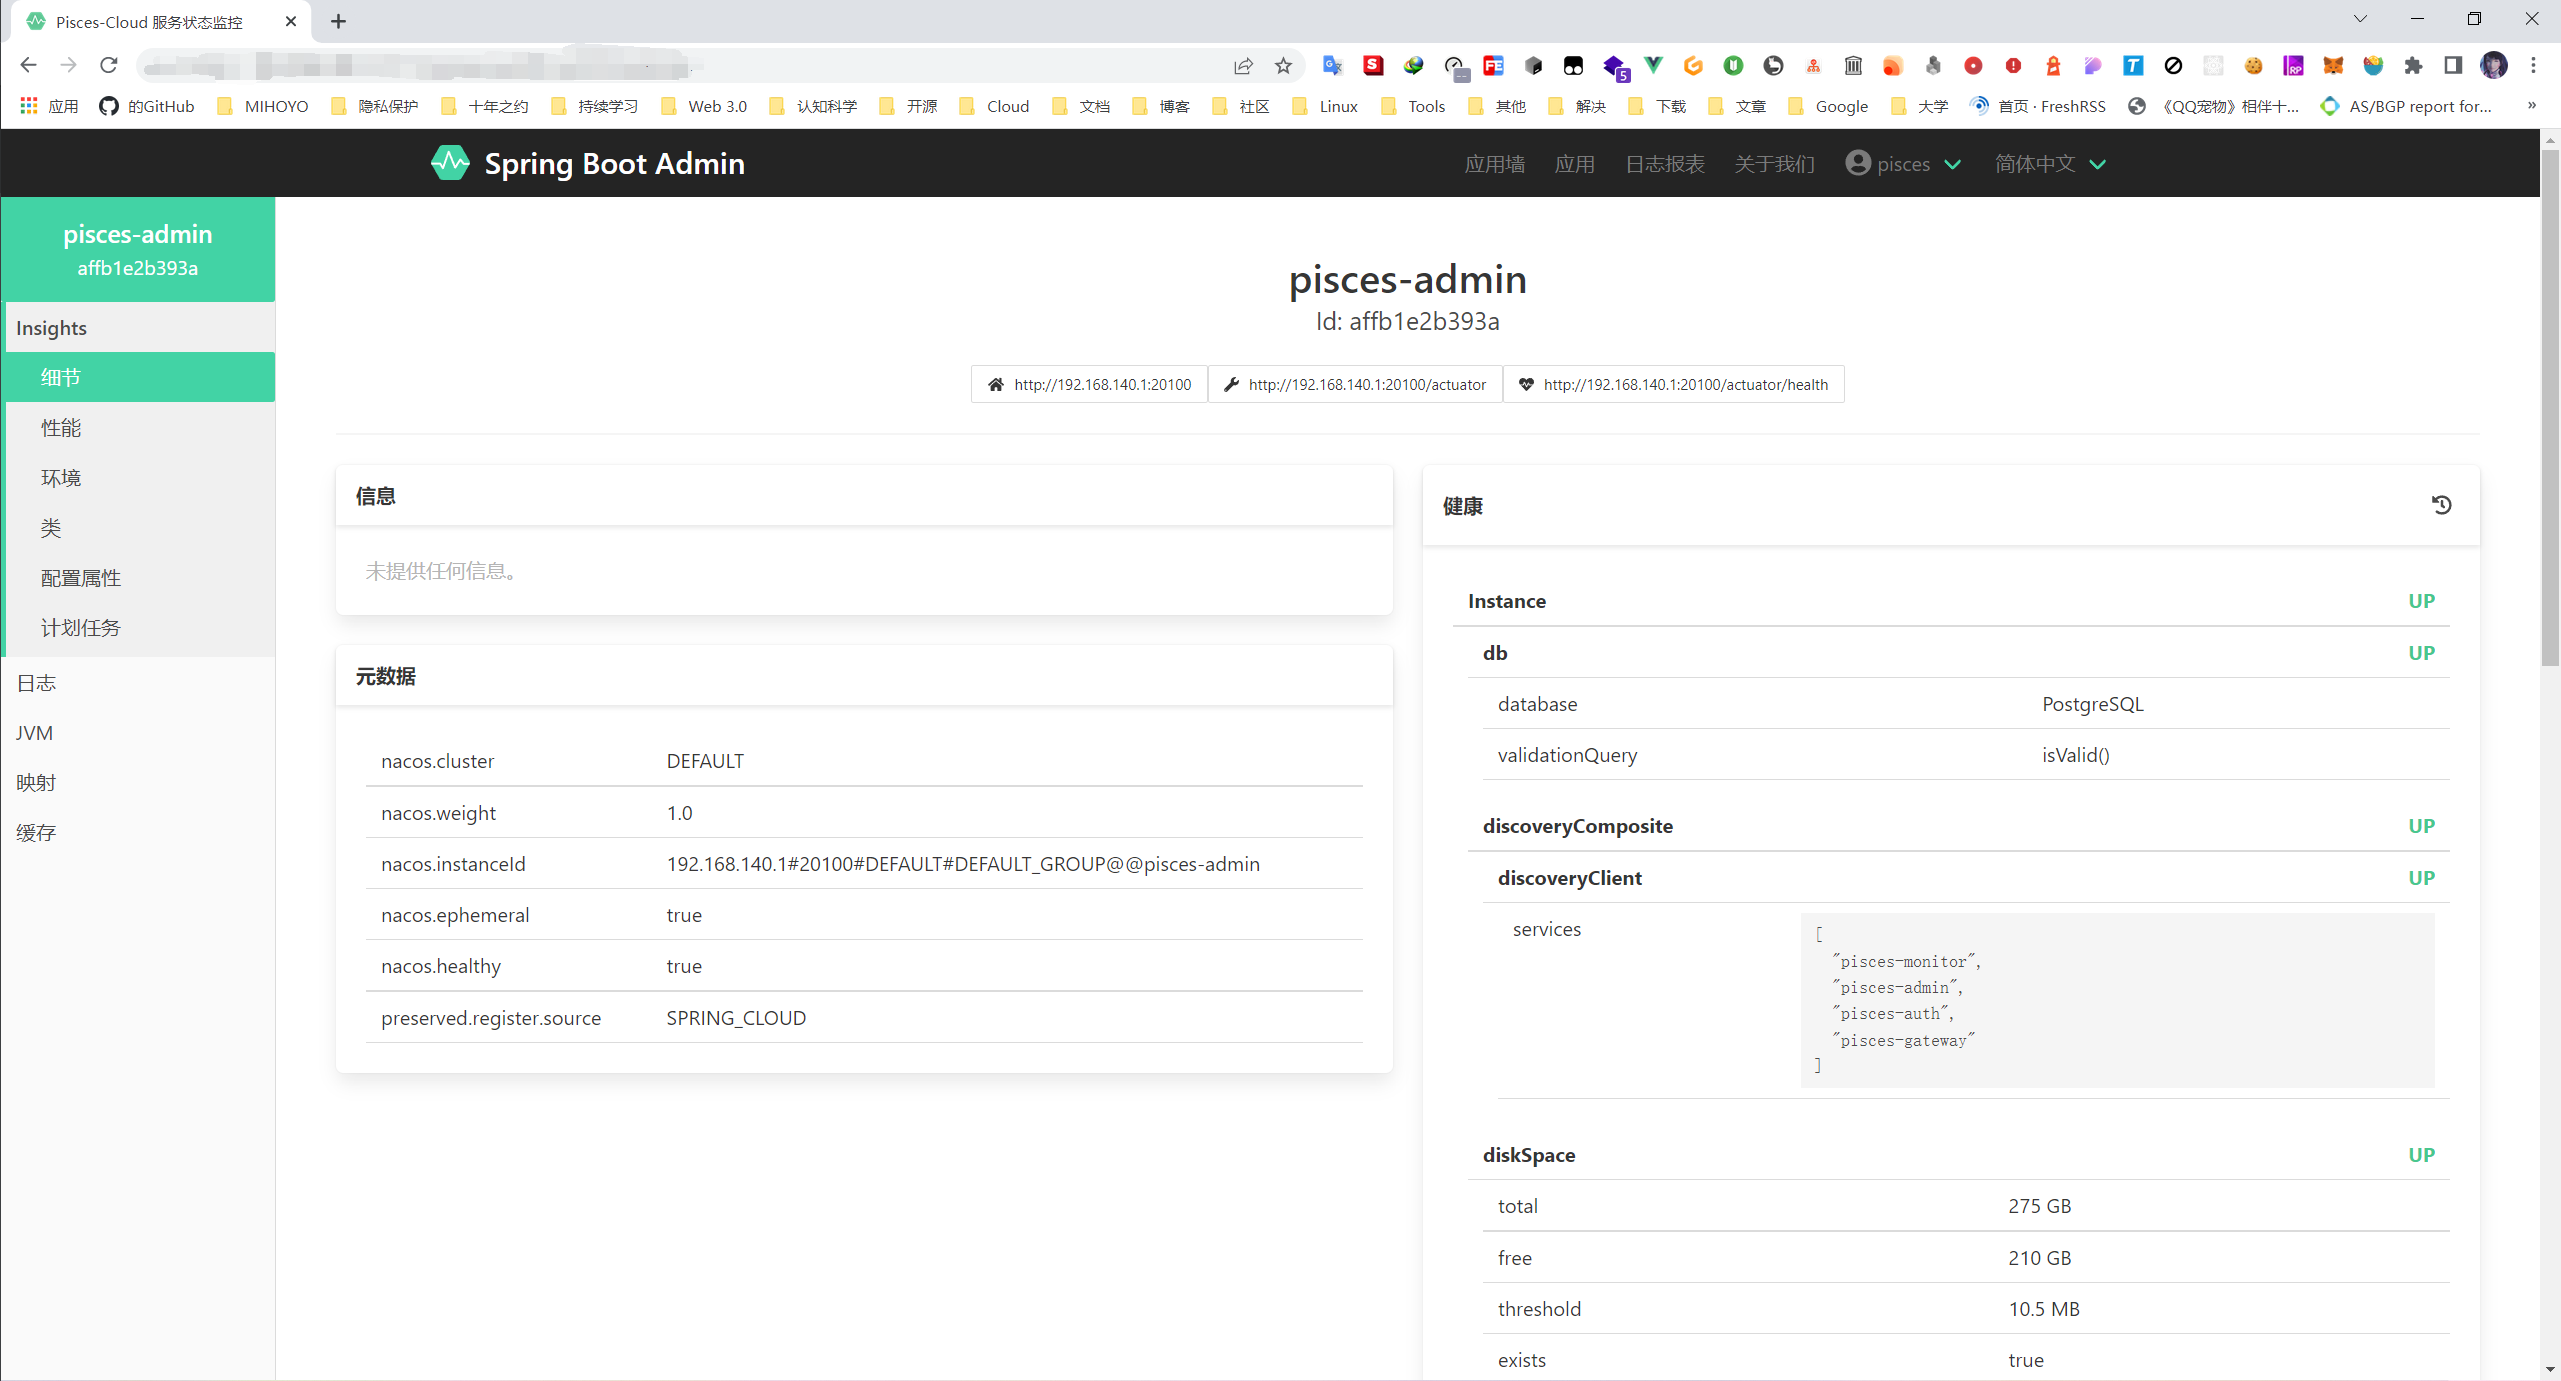 Pisces-Cloud 服务状态监控
5
应用
的GitHub
MIHOYO
隐私保护
十年之约
持续学习
Web 3.0
认知科学
开源
Cloud
文档
博客
社区
Linux
Tools
其他
解决
下载
文章
Google
大学
首页 · FreshRSS
《QQ宠物》相伴十...
AS/BGP report for...
»
Spring Boot Admin
应用墙
应用
日志报表
关于我们
pisces
简体中文
pisces-admin
affb1e2b393a
Insights
细节
性能
环境
类
配置属性
计划任务
日志
JVM
映射
缓存
pisces-admin
Id: affb1e2b393a
http://192.168.140.1:20100
http://192.168.140.1:20100/actuator
http://192.168.140.1:20100/actuator/health
信息
未提供任何信息。
元数据
nacos.cluster DEFAULT
nacos.weight 1.0
nacos.instanceId 192.168.140.1#20100#DEFAULT#DEFAULT_GROUP@@pisces-admin
nacos.ephemeral true
nacos.healthy true
preserved.register.source SPRING_CLOUD
健康
Instance UP
db UP
database PostgreSQL
validationQuery isValid()
discoveryComposite UP
discoveryClient UP
services [
"pisces-monitor",
"pisces-admin",
"pisces-auth",
"pisces-gateway"
]
diskSpace UP
total 275 GB
free 210 GB
threshold 10.5 MB
exists true